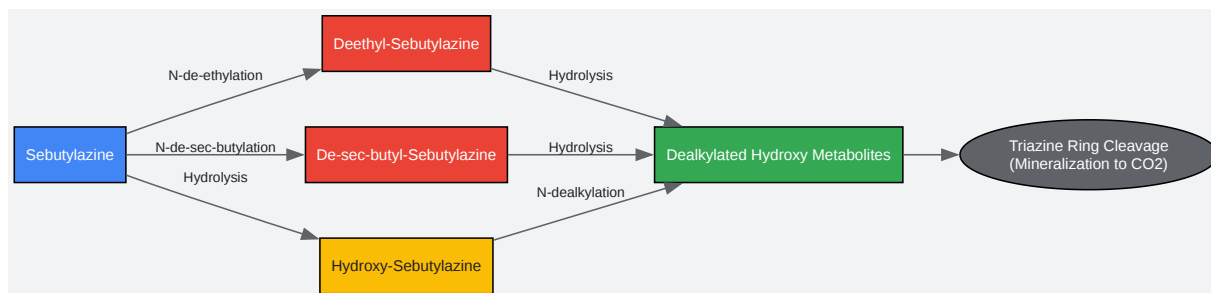 Deethyl-Sebutylazine
N-de-ethylation
Hydrolysis
Sebutylazine
N-de-sec-butylation
De-sec-butyl-Sebutylazine
Hydrolysis
Dealkylated Hydroxy Metabolites
Triazine Ring Cleavage
(Mineralization to CO2)
Hydrolysis
N-dealkylation
Hydroxy-Sebutylazine